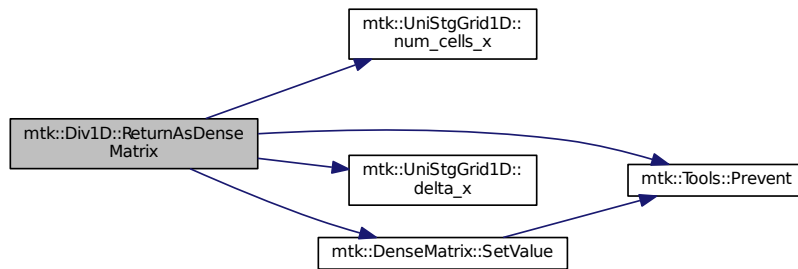 mtk::Div1D::ReturnAsDense
Matrix
mtk::UniStgGrid1D::
num_cells_x
mtk::UniStgGrid1D::
delta_x
mtk::DenseMatrix::SetValue
mtk::Tools::Prevent